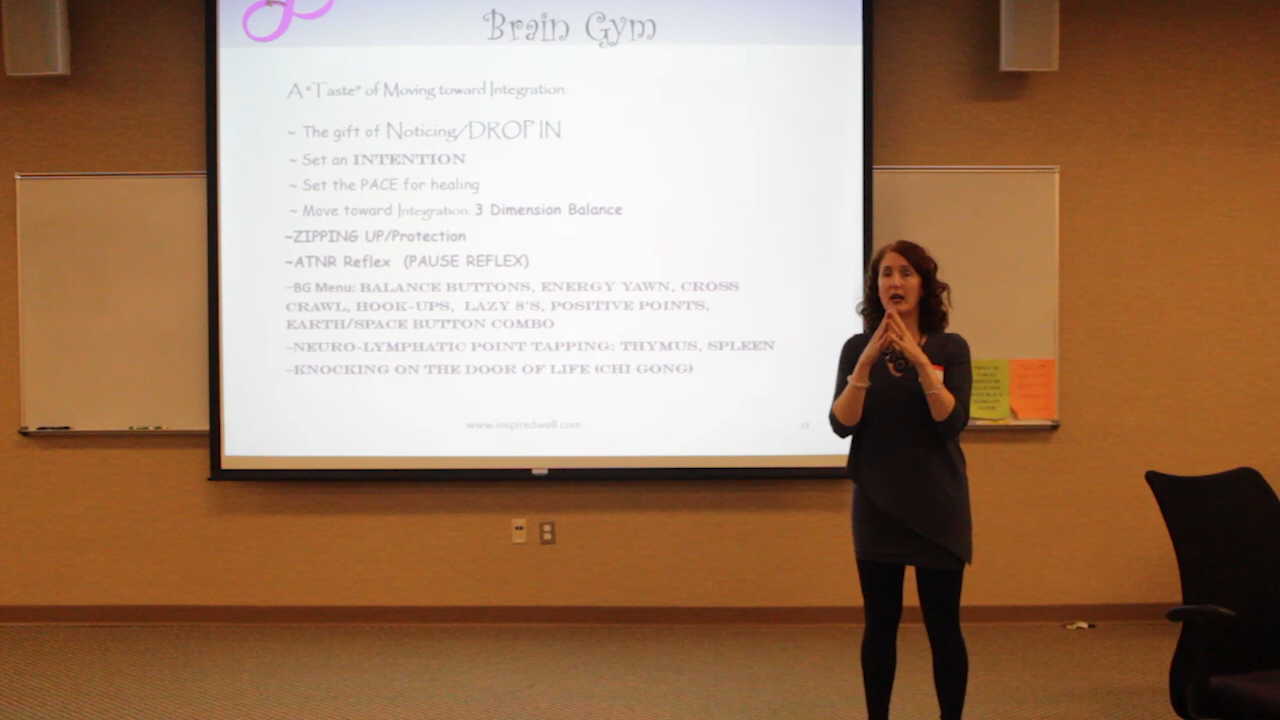 Brain Gym
A "Taste" of Moving toward Integration
~ The gift of Noticing/DROP IN
~ Set an INTENTION
~ Set the PACE for healing
~ Move toward Integration: 3 Dimension Balance
~ZIPPING UP/Protection
~ATNR Reflex (PAUSE REFLEX)
~BG Menu: BALANCE BUTTONS, ENERGY YAWN, CROSS
CRAWL, HOOK-UPS, LAZY 8'S, POSITIVE POINTS,
EARTH/SPACE BUTTON COMBO
~NEURO-LYMPHATIC POINT TAPPING: THYMUS, SPLEEN
~KNOCKING ON THE DOOR OF LIFE (CHI GONG)
www.inspiredwell.com